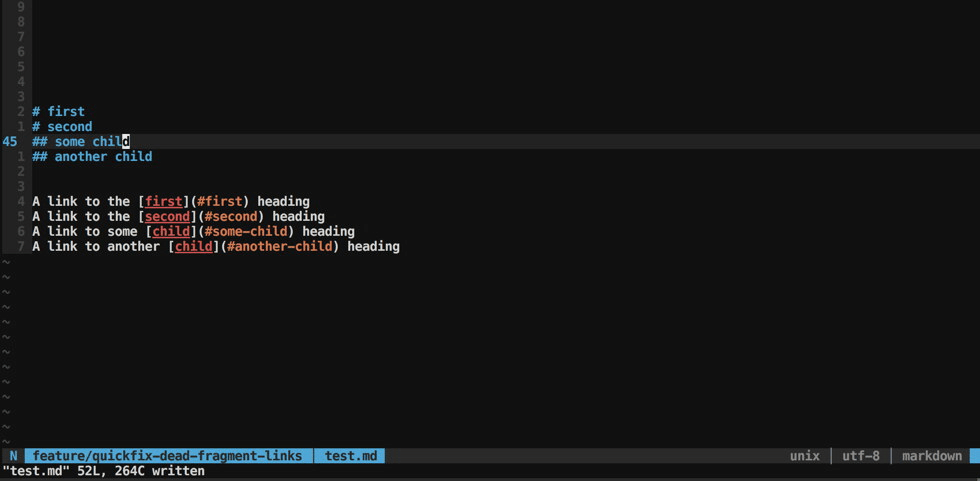 9
8
7
6
5
4
3
2 # first
1 # second
45 ## some child
1 ## another child
2
3
4 A link to the [first](#first) heading
5 A link to the [second](#second) heading
6 A link to some [child](#some-child) heading
7 A link to another [child](#another-child) heading
~
~
~
~
~
~
~
~
~
~
~
~
~
N feature/quickfix-dead-fragment-links test.md unix utf-8 markdown
"test.md" 52L, 264C written